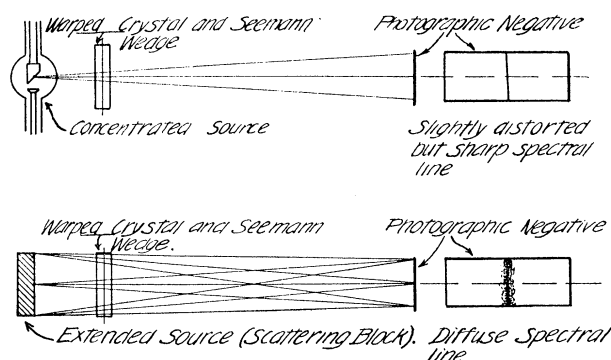 Warped Crystal and Seemann
Wedge
Photographic Negative
Concentrated Source
Slightly distorted
but sharp spectral
line
Warped Crystal and Seemann
Wedge.
Photographic Negative
Extended Source (Scattering Block).
Diffuse Spectral
line